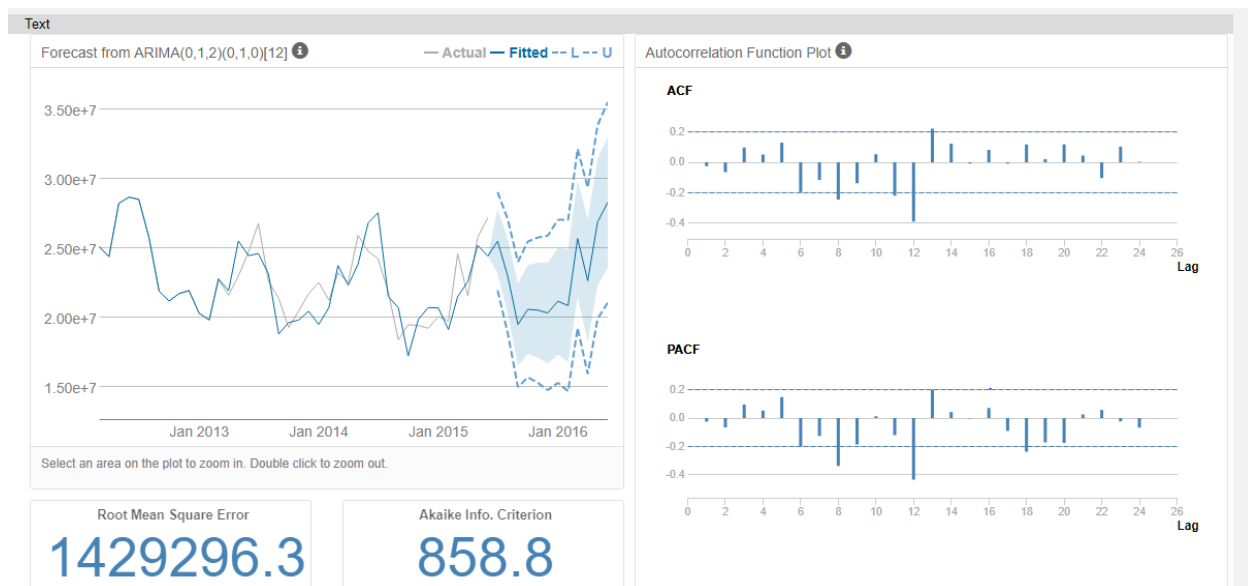 Text
Forecast from ARIMA(0,1,2)(0,1,0)[12]
Actual Fitted L U
3.50e+7
3.00e+7
2.50e+7
2.00e+7
1.50e+7
Jan 2013 Jan 2014 Jan 2015 Jan 2016
Select an area on the plot to zoom in. Double click to zoom out.
Root Mean Square Error
1429296.3
Akaike Info. Criterion
858.8
Autocorrelation Function Plot
ACF
0.2
0.0
-0.2
-0.4
0 2 4 6 8 10 12 14 16 18 20 22 24 26
Lag
PACF
0.2
0.0
-0.2
-0.4
0 2 4 6 8 10 12 14 16 18 20 22 24 26
Lag